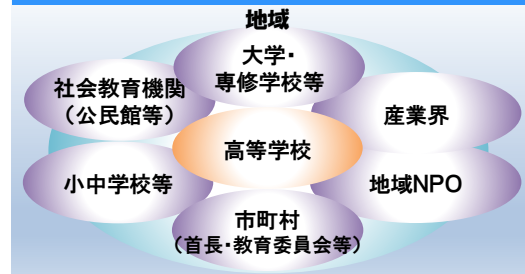 地域
大学・
専修学校等
社会教育機関
（公民館等）
産業界
高等学校
小中学校等
地域NPO
市町村
（首長・教育委員会等）